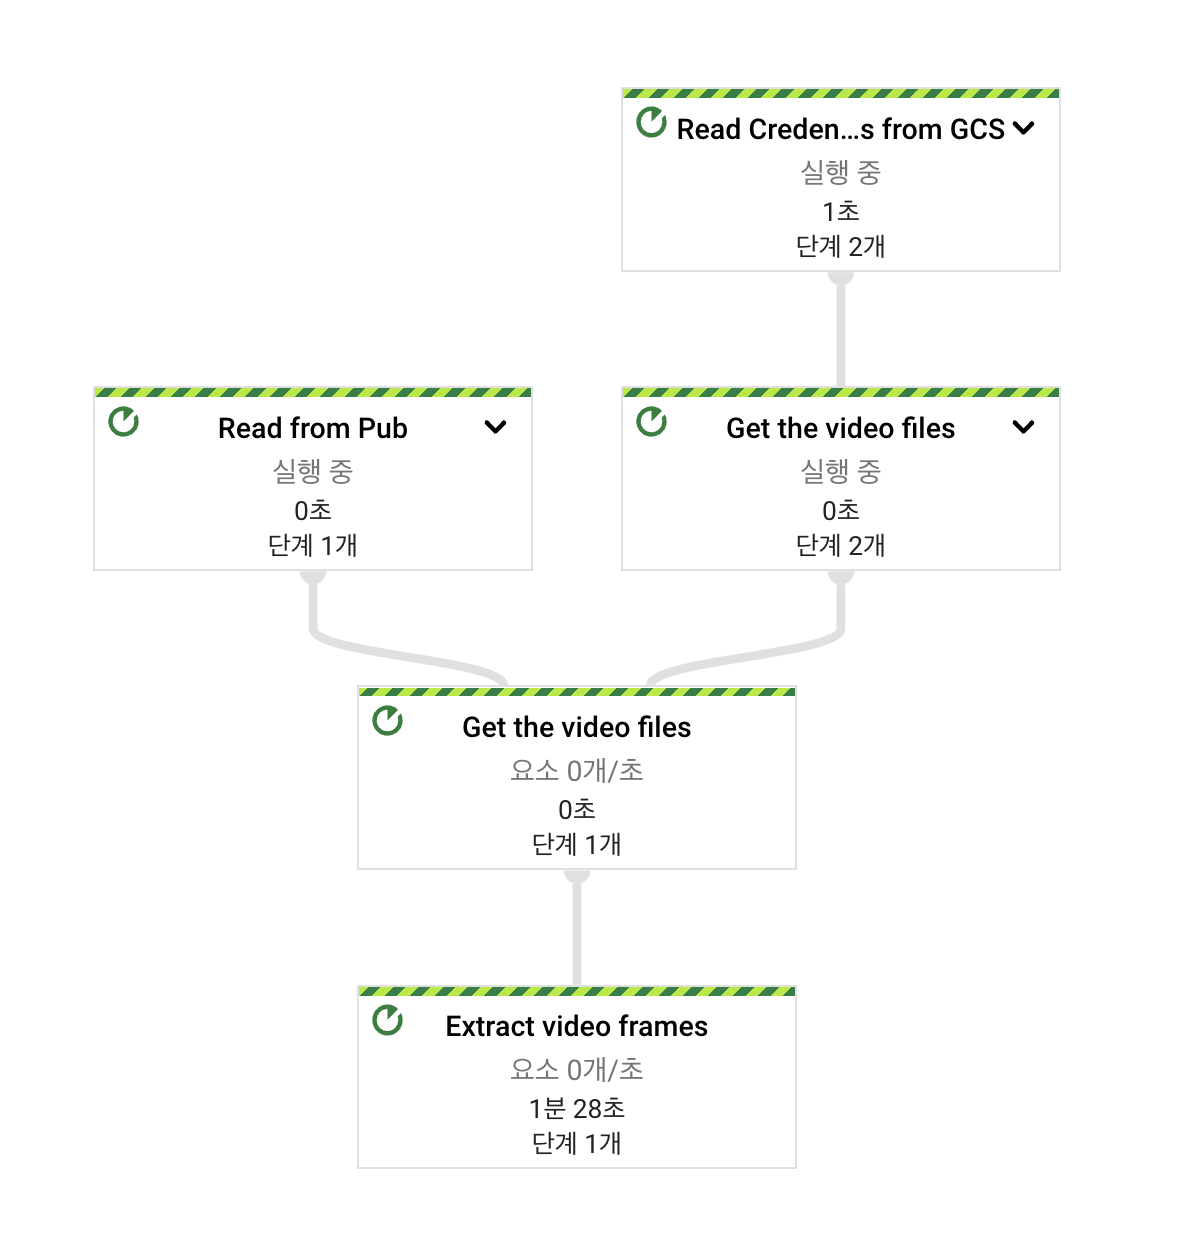 Read Creden...s from GCS
실행 중
1초
단계 2개
Read from Pub
실행 중
0초
단계 1개
Get the video files
실행 중
0초
단계 2개
Get the video files
요소 0개/초
0초
단계 1개
Extract video frames
요소 0개/초
1분 28초
단계 1개